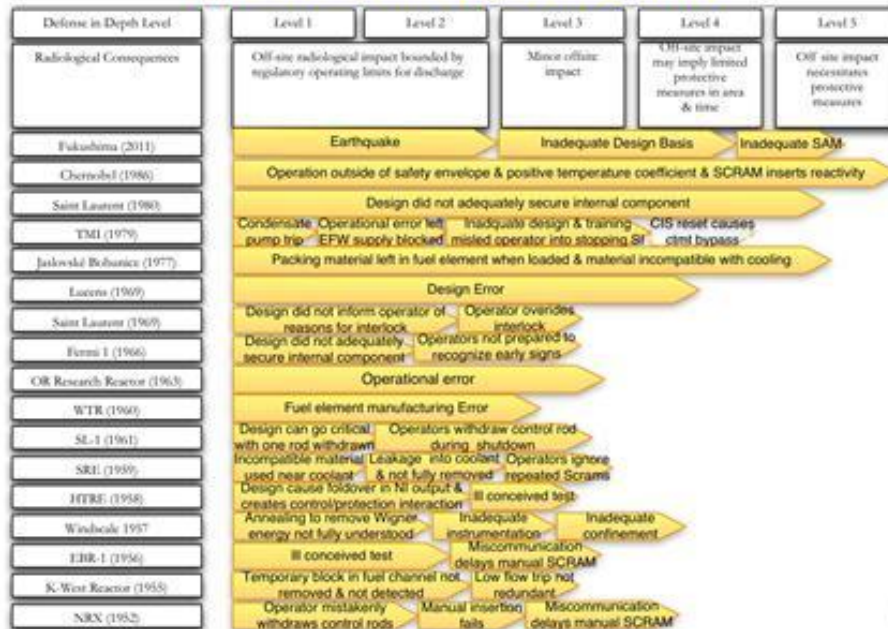 Defense in Depth Level
Level 1
Level 2
Level 3
Level 4
Level 5
Radiological Consequences
Off-site radiological impact bounded by
regulatory operating limits for discharge
Minor offsite
impact
Off-site impact
may imply limited
protective
measures in area
& time
Off site impact
necessitates
protective
measures
Fukushima (2011)
Earthquake
Inadequate Design Basis
Inadequate SAM
Chernobyl (1986)
Operation outside of safety envelope & positive temperature coefficient & SCRAM inserts reactivity
Saint Laurent (1980)
Design did not adequately secure internal component
TMI (1979)
Condensate
pump trip
Operational error left
EFW supply blocked
Inadquate design & training
misled operator into stopping SI
CIS reset causes
ctmt bypass
Jaslovské Bohunice (1977)
Packing material left in fuel element when loaded & material incompatible with cooling
Lucens (1969)
Design Error
Saint Laurent (1969)
Design did not inform operator of
reasons for interlock
Operator overides
interlock
Fermi 1 (1966)
Design did not adequately
secure internal component
Operators not prepared to
recognize early signs
OR Research Reactor (1963)
Operational error
WTR (1960)
Fuel element manufacturing Error
SL-1 (1961)
Design can go critical
with one rod withdrawn
Operators withdraw control rod
during shutdown
SRE (1959)
Incompatible material
used near coolant
Leakage into coolant
& not fully removed
Operators ignore
repeated Scrams
HTRE (1958)
Design cause foldover in NI output &
creates control/protection interaction
Ill conceived test
Windscale 1957
Annealing to remove Wigner
energy not fully understood
Inadequate
instrumentation
Inadequate
confinement
EBR-1 (1956)
Ill conceived test
Miscommunication
delays manual SCRAM
K-West Reactor (1955)
Temporary block in fuel channel not
removed & not detected
Low flow trip not
redundant
NRX (1952)
Operator mistakenly
withdraws control rods
Manual insertion
fails
Miscommunication
delays manual SCRAM